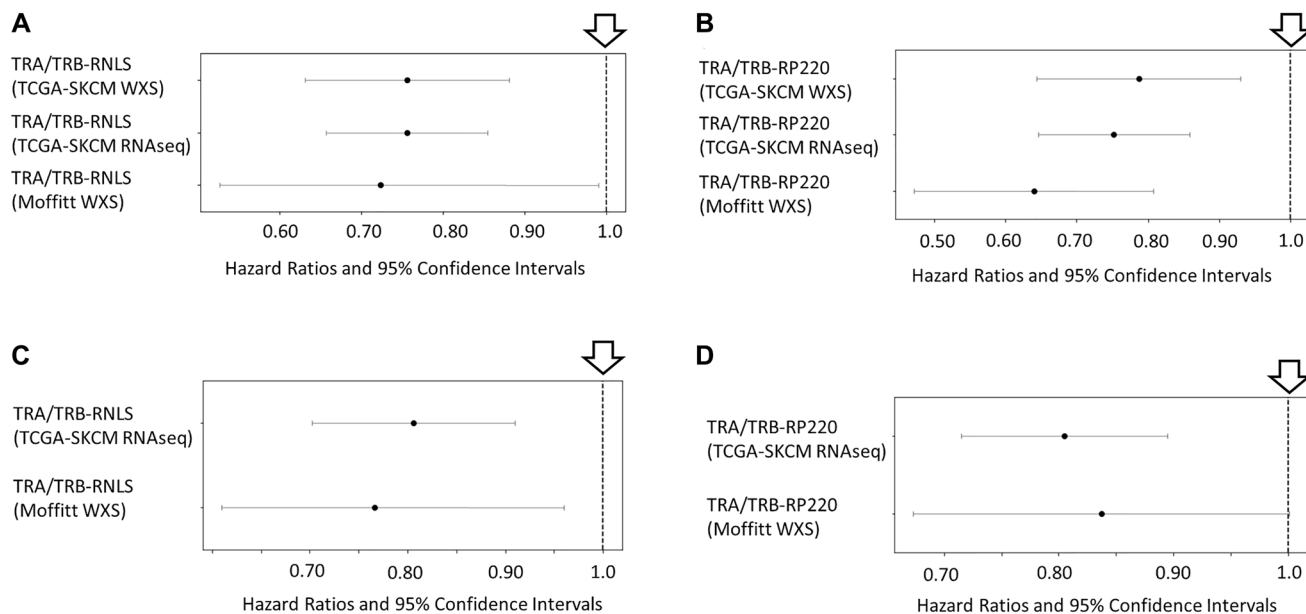 A
TRA/TRB-RNLS
(TCGA-SKCM WXS)
TRA/TRB-RNLS
(TCGA-SKCM RNAseq)
TRA/TRB-RNLS
(Moffitt WXS)
0.60 0.70 0.80 0.90 1.0
Hazard Ratios and 95% Confidence Intervals
B
TRA/TRB-RP220
(TCGA-SKCM WXS)
TRA/TRB-RP220
(TCGA-SKCM RNAseq)
TRA/TRB-RP220
(Moffitt WXS)
0.50 0.60 0.70 0.80 0.90 1.0
Hazard Ratios and 95% Confidence Intervals
C
TRA/TRB-RNLS
(TCGA-SKCM RNAseq)
TRA/TRB-RNLS
(Moffitt WXS)
0.70 0.80 0.90 1.0
Hazard Ratios and 95% Confidence Intervals
D
TRA/TRB-RP220
(TCGA-SKCM RNAseq)
TRA/TRB-RP220
(Moffitt WXS)
0.70 0.80 0.90 1.0
Hazard Ratios and 95% Confidence Intervals